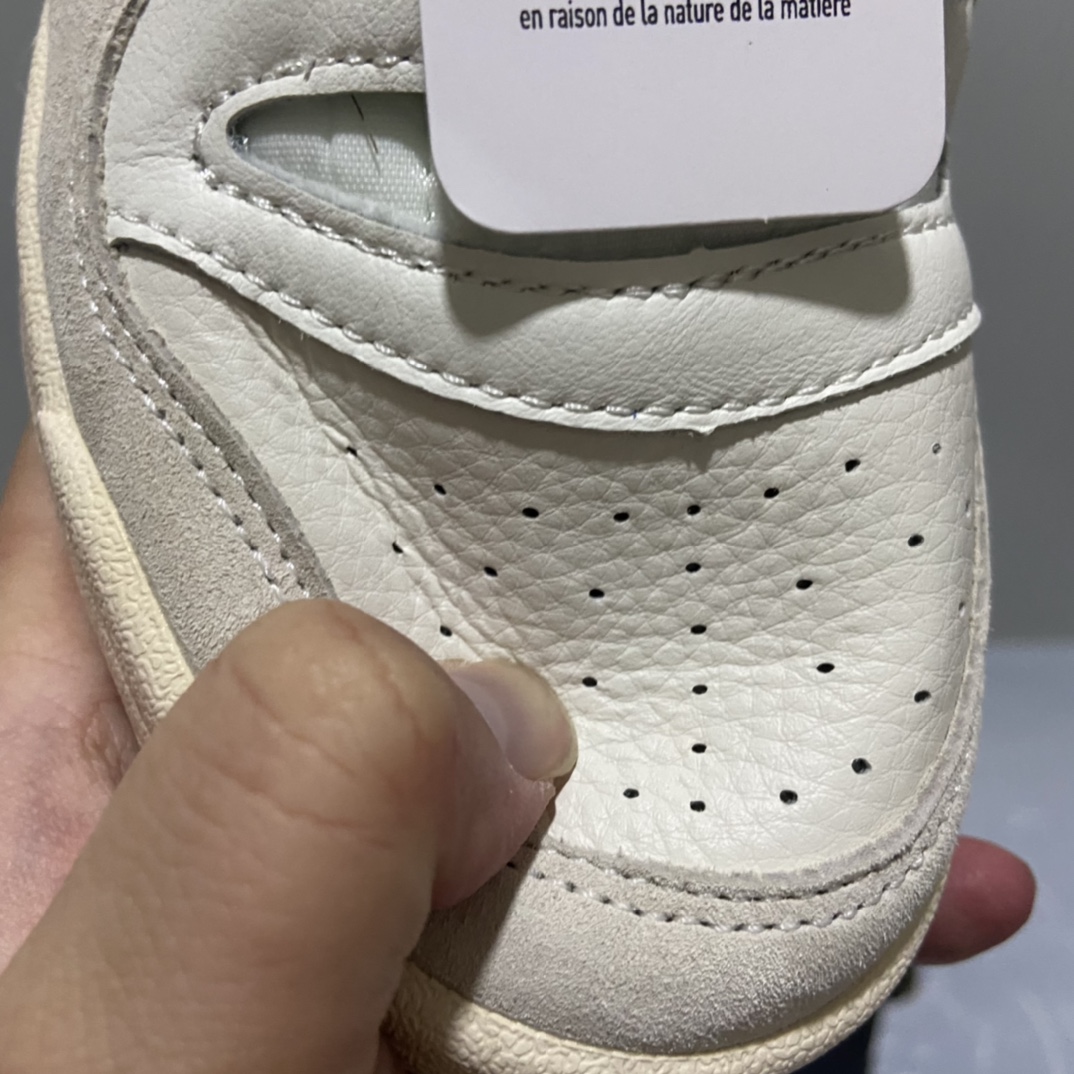 en raison de la nature de la matière